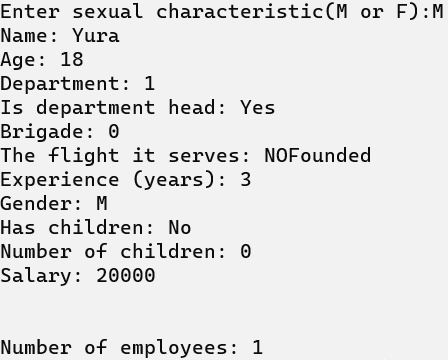 Enter sexual characteristic(M or F):M
Name: Yura
Age: 18
Department: 1
Is department head: Yes
Brigade: 0
The flight it serves: NOFounded
Experience (years): 3
Gender: M
Has children: No
Number of children: 0
Salary: 20000
Number of employees: 1